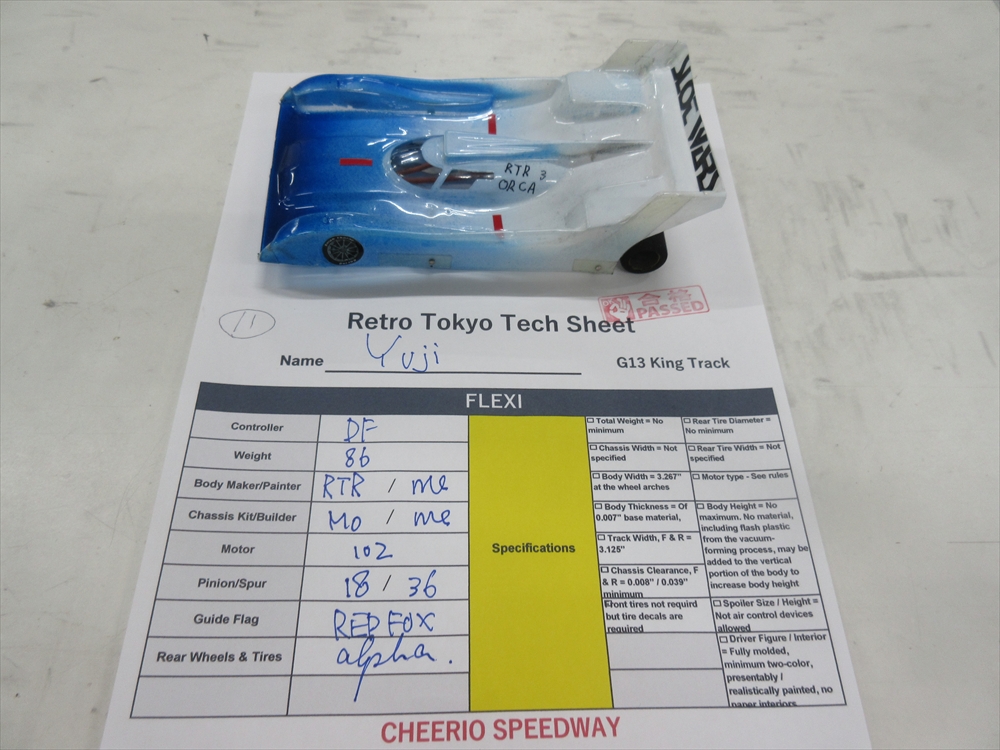 SLOE WARD
RTR 3
ORCA
合格
PASSED
11
Retro Tokyo Tech Sheet
Name Yuji
G13 King Track
FLEXI
Controller DF
Weight 86
Body Maker/Painter RTR / me
Chassis Kit/Builder Mo / me
Motor 102
Pinion/Spur 18 / 36
Guide Flag RED FOX
Rear Wheels & Tires alpha.
Specifications
☐ Total Weight = No
minimum
☐ Rear Tire Diameter =
No minimum
☐ Chassis Width = Not
specified
☐ Rear Tire Width = Not
specified
☐ Body Width = 3.267"
at the wheel arches
☐ Motor type - See rules
☐ Body Thickness = Of
0.007" base material,
☐ Track Width, F & R =
3.125"
☐ Chassis Clearance, F
& R = 0.008" / 0.039"
minimum
☐ Body Height = No
maximum. No material,
including flash plastic
from the vacuum-
forming process, may be
added to the vertical
portion of the body to
increase body height
Front tires not requird
but tire decals are
required
☐ Spoiler Size / Height =
Not air control devices
allowed
☐ Driver Figure / Interior
= Fully molded,
minimum two-color,
presentably /
realistically painted, no
paper interiors
CHEERIO SPEEDWAY